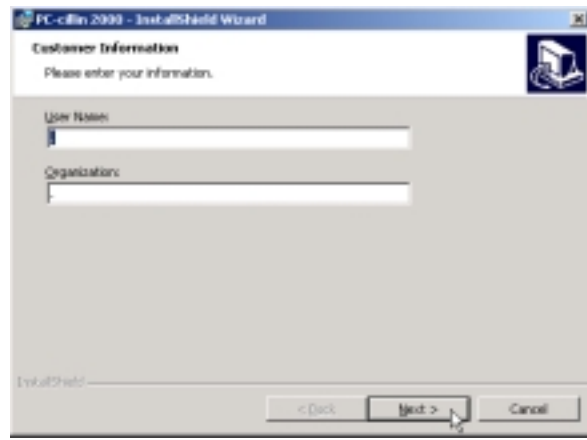 PC-cillin 2000 - InstallShield Wizard
Customer Information
Please enter your information.
User Name:
Organization:
.
InstallShield
< Back
Next >
Cancel